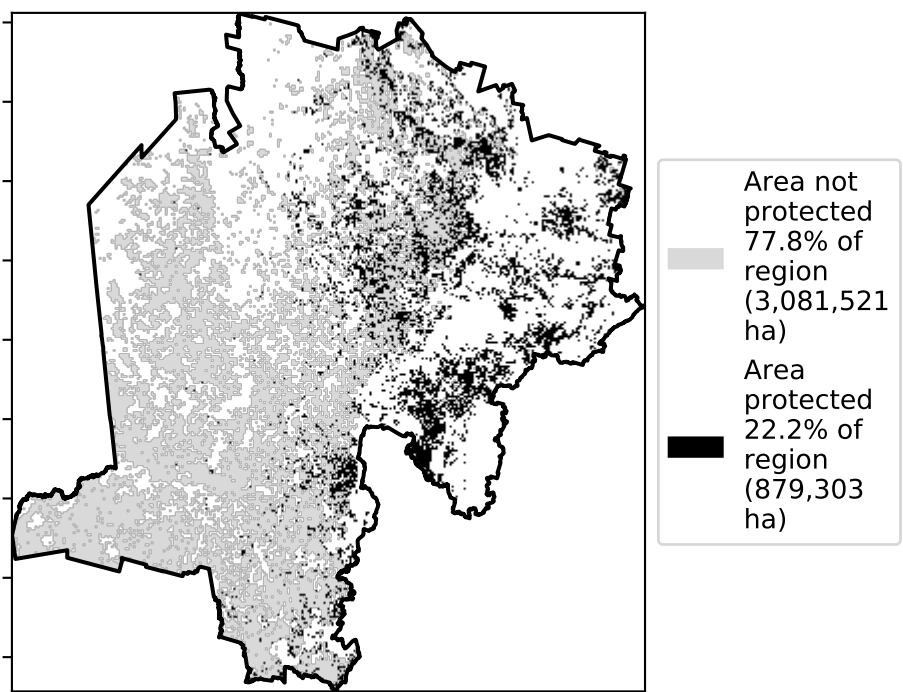 Area not
protected
77.8% of
region
(3,081,521
ha)
Area
protected
22.2% of
region
(879,303
ha)